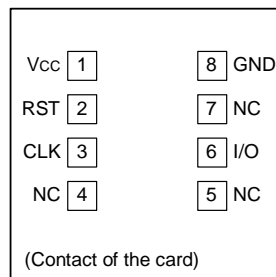 Vcc 1 8 GND
RST 2 7 NC
CLK 3 6 I/O
NC 4 5 NC
(Contact of the card)